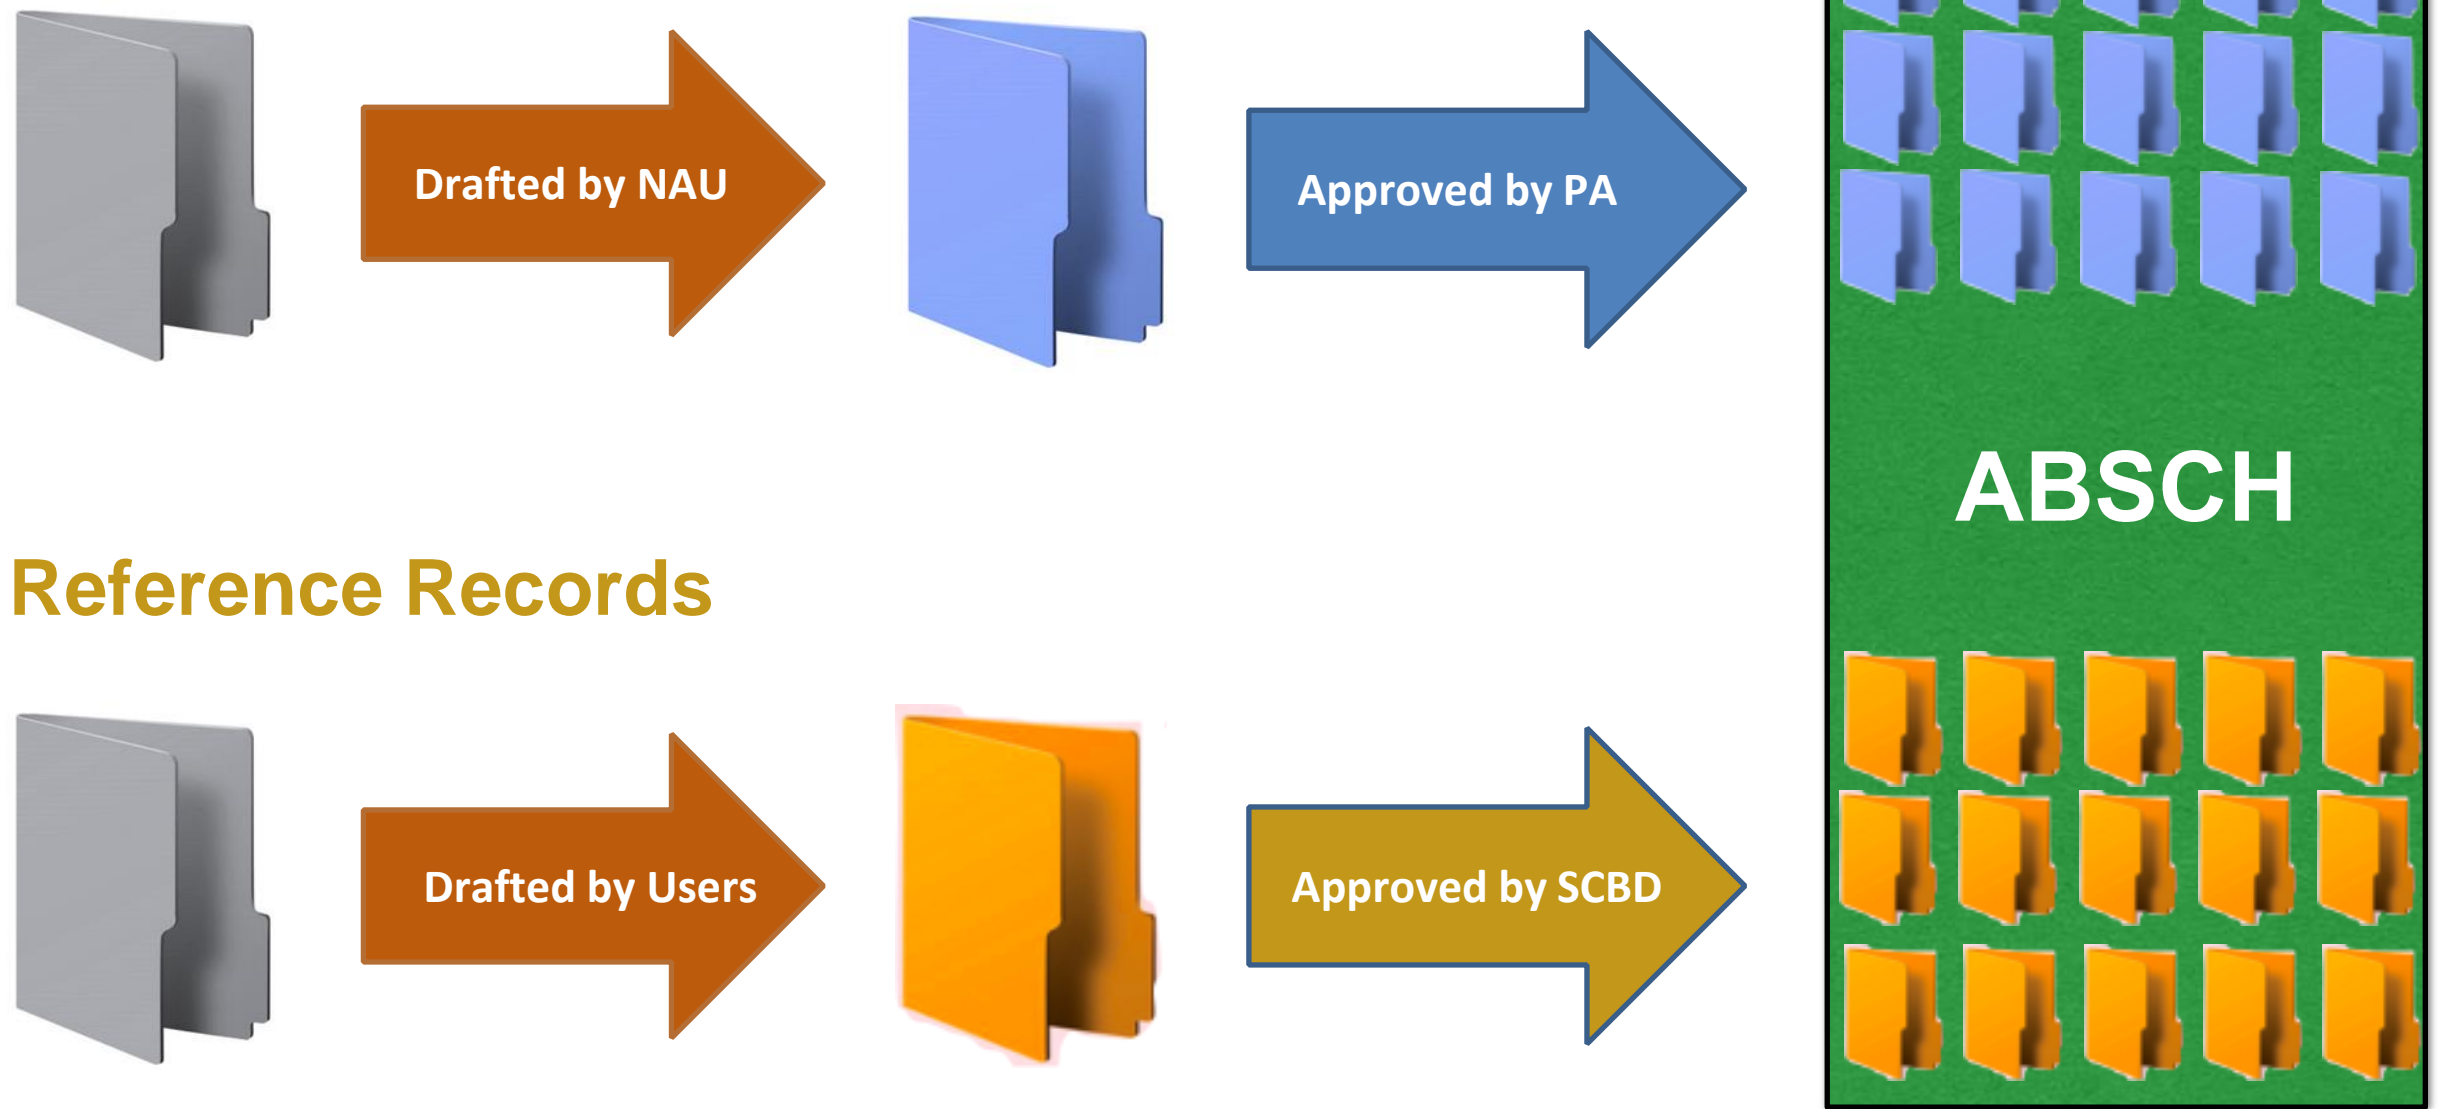 Drafted by NAU
Approved by PA
ABSCH
Reference Records
Drafted by Users
Approved by SCBD